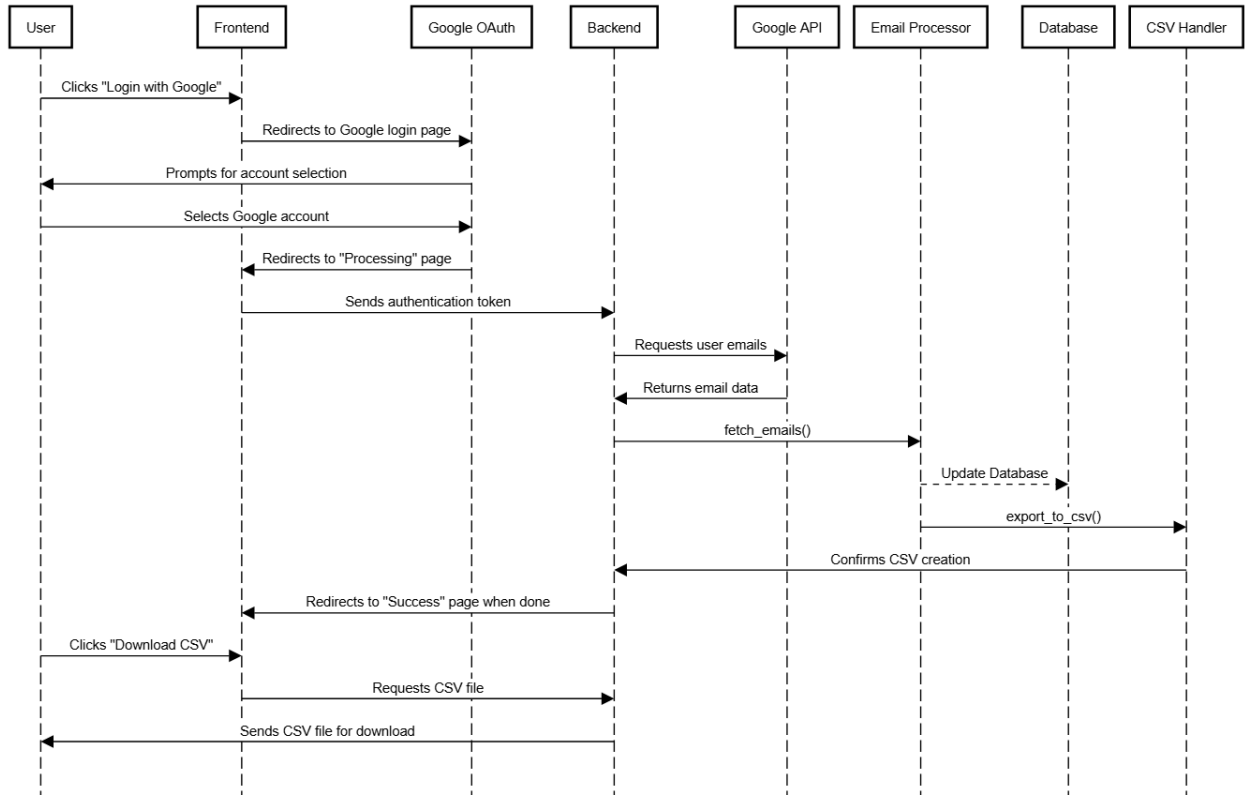 User
Frontend
Google OAuth
Backend
Google API
Email Processor
Database
CSV Handler
Clicks "Login with Google"
Redirects to Google login page
Prompts for account selection
Selects Google account
Redirects to "Processing" page
Sends authentication token
Requests user emails
Returns email data
fetch_emails()
Update Database
export_to_csv()
Confirms CSV creation
Redirects to "Success" page when done
Clicks "Download CSV"
Requests CSV file
Sends CSV file for download